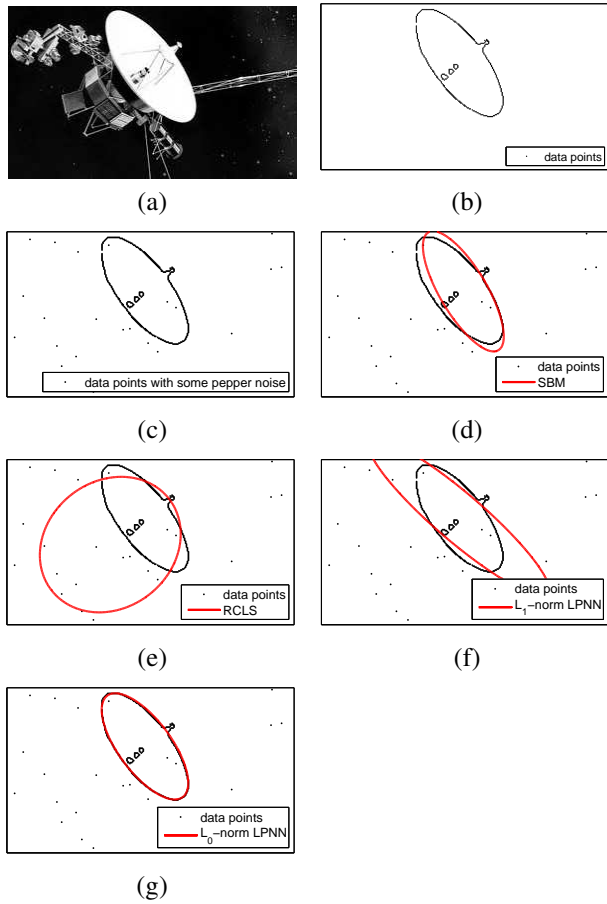 (a)
(b)
data points
(c)
data points with some pepper noise
(d)
data points
SBM
(e)
data points
RCLS
(f)
data points
L1−norm LPNN
(g)
data points
L0−norm LPNN